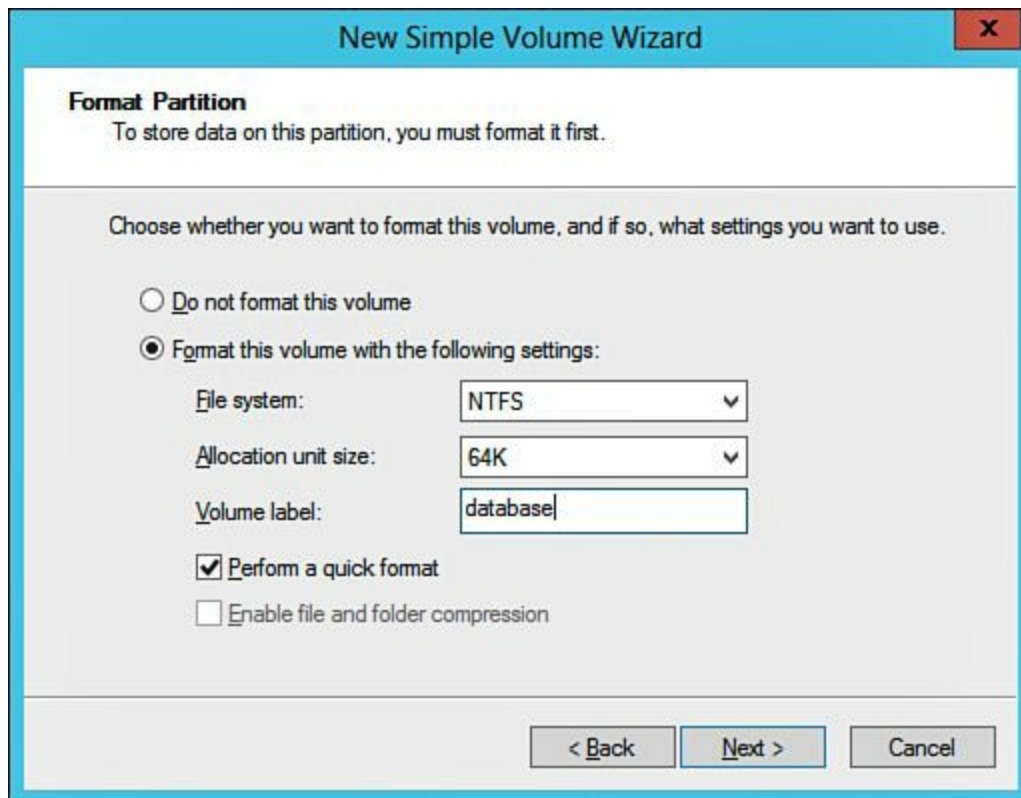 New Simple Volume Wizard
x
Format Partition
To store data on this partition, you must format it first.
Choose whether you want to format this volume, and if so, what settings you want to use.
Do not format this volume
Format this volume with the following settings:
File system: NTFS
Allocation unit size: 64K
Volume label: database
Perform a quick format
Enable file and folder compression
< Back Next > Cancel